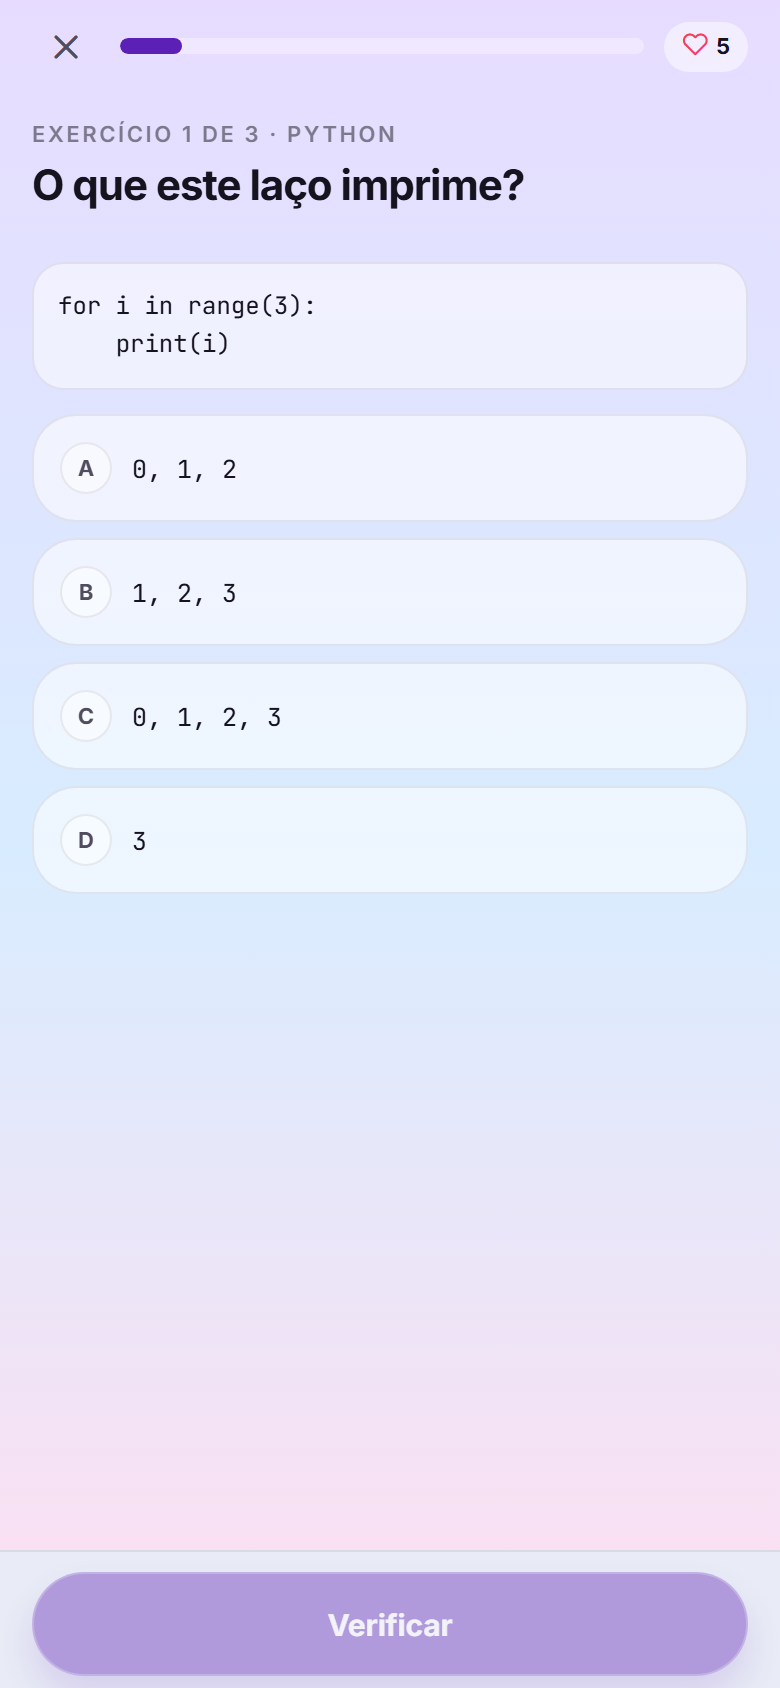 5
EXERCÍCIO 1 DE 3 · PYTHON
O que este laço imprime?
for i in range(3):
    print(i)
A 0, 1, 2
B 1, 2, 3
C 0, 1, 2, 3
D 3
Verificar